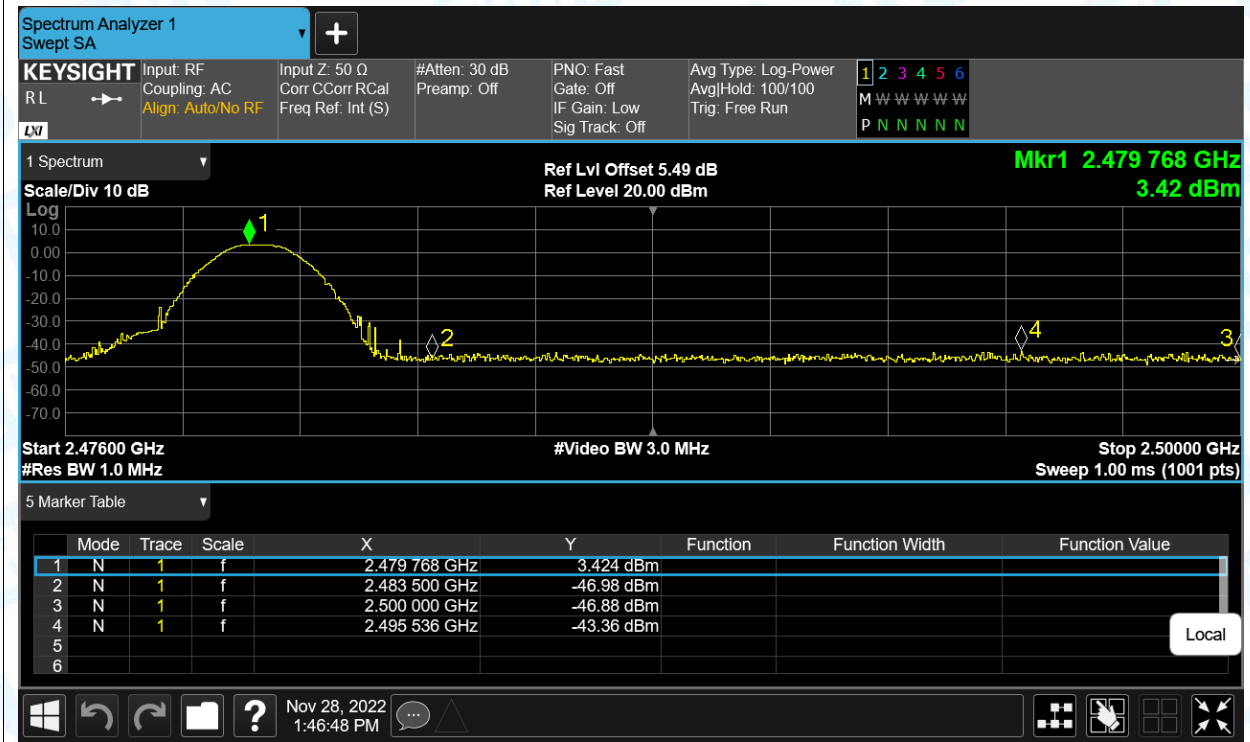 Spectrum Analyzer 1
Swept SA
+
KEYSIGHT Input: RF Input Z: 50 Ω #Atten: 30 dB PNO: Fast Avg Type: Log-Power 1 2 3 4 5 6
R L Coupling: AC Corr CCorr RCal Preamp: Off Gate: Off Avg|Hold: 100/100 M W W W W W W
Align: Auto/No RF Freq Ref: Int (S) IF Gain: Low Trig: Free Run
LXI Sig Track: Off P N N N N N N
1 Spectrum Ref Lvl Offset 5.49 dB Mkr1 2.479 768 GHz
Scale/Div 10 dB Ref Level 20.00 dBm 3.42 dBm
Log
1
10.0
0.00
-10.0
-20.0
-30.0
2 4 3
-40.0
-50.0
-60.0
-70.0
Start 2.47600 GHz #Video BW 3.0 MHz Stop 2.50000 GHz
#Res BW 1.0 MHz Sweep 1.00 ms (1001 pts)
5 Marker Table
Mode Trace Scale X Y Function Function Width Function Value
1 N 1 f 2.479 768 GHz 3.424 dBm
2 N 1 f 2.483 500 GHz -46.98 dBm
3 N 1 f 2.500 000 GHz -46.88 dBm
4 N 1 f 2.495 536 GHz -43.36 dBm
5
6
Local
? Nov 28, 2022
1:46:48 PM